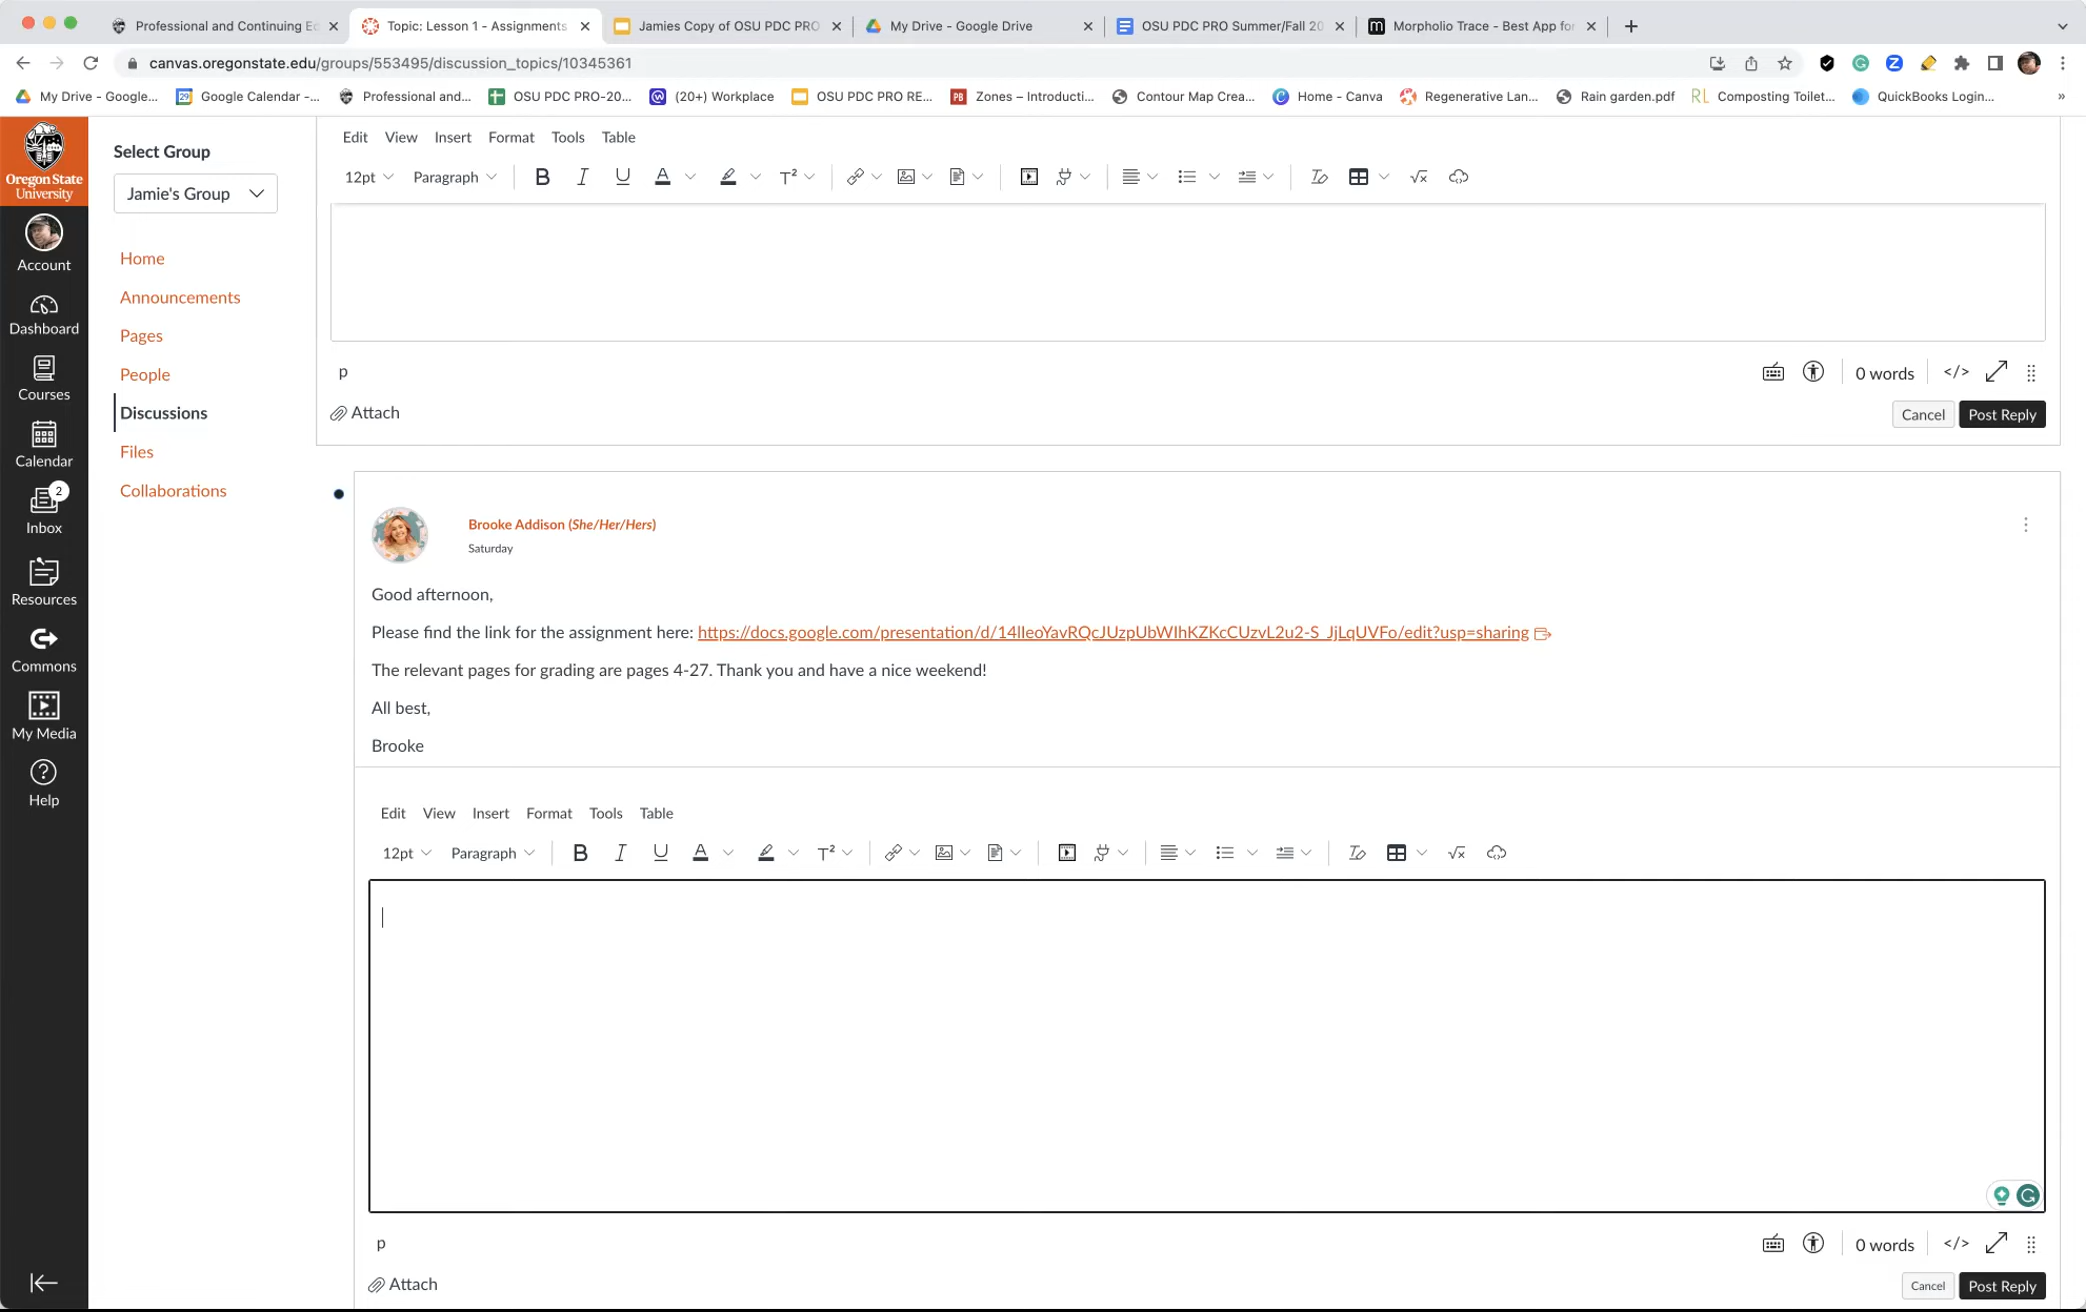 Professional and Continuing Ed
Topic: Lesson 1 - Assignments
Jamies Copy of OSU PDC PRO
My Drive - Google Drive
OSU PDC PRO Summer/Fall 20
Morpholio Trace - Best App for
canvas.oregonstate.edu/groups/553495/discussion_topics/10345361
My Drive - Google...
Google Calendar -...
Professional and...
OSU PDC PRO-20...
(20+) Workplace
OSU PDC PRO RE...
PB Zones – Introducti...
Contour Map Crea...
Home - Canva
Regenerative Lan...
Rain garden.pdf
RL Composting Toilet...
QuickBooks Login...
»
Oregon State
University
Account
Dashboard
Courses
Calendar
2
Inbox
Resources
Commons
My Media
Help
Select Group
Jamie's Group
Home
Announcements
Pages
People
Discussions
Files
Collaborations
Edit View Insert Format Tools Table
12pt Paragraph B I U A T²
p
0 words </>
Attach
Cancel Post Reply
Brooke Addison (She/Her/Hers)
Saturday
Good afternoon,
Please find the link for the assignment here: https://docs.google.com/presentation/d/14lIeoYavRQcJUzpUbWIhKZKcCUzvL2u2-S_JjLqUVFo/edit?usp=sharing
The relevant pages for grading are pages 4-27. Thank you and have a nice weekend!
All best,
Brooke
Edit View Insert Format Tools Table
12pt Paragraph B I U A T²
p
0 words </>
Attach
Cancel Post Reply